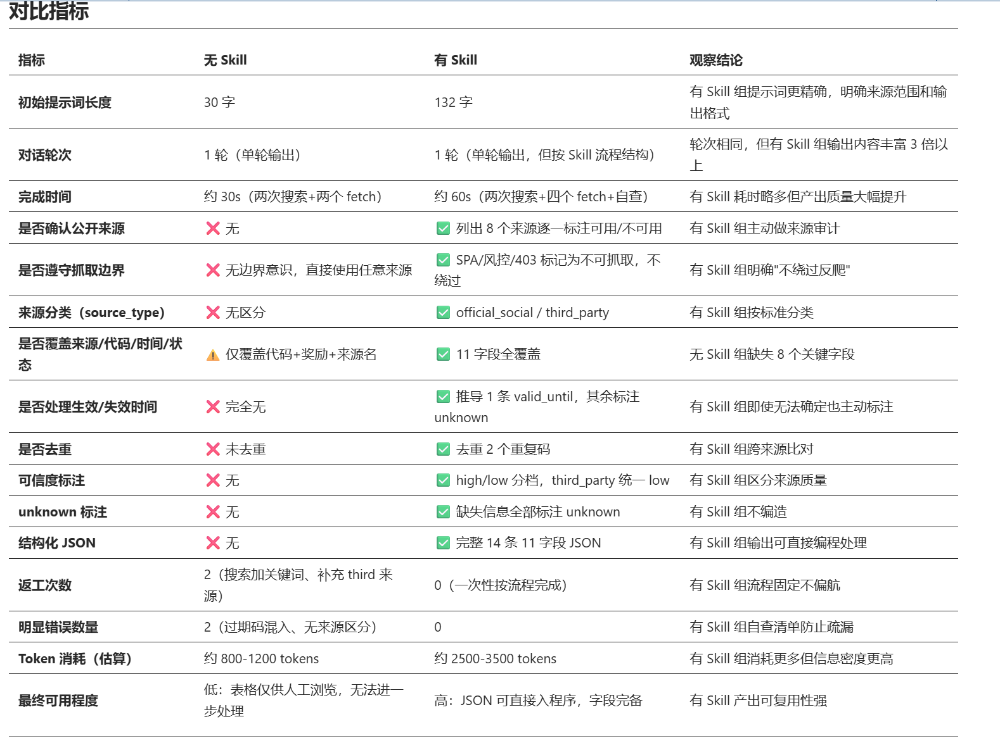 对比指标
指标 无 Skill 有 Skill 观察结论
初始提示词长度 30 字 132 字 有 Skill 组提示词更精确，明确来源范围和输
出格式
对话轮次 1 轮（单轮输出） 1 轮（单轮输出，但按 Skill 流程结构） 轮次相同，但有 Skill 组输出内容丰富 3 倍以
上
完成时间 约 30s（两次搜索+两个 fetch） 约 60s（两次搜索+四个 fetch+自查） 有 Skill 耗时略多但产出质量大幅提升
是否确认公开来源 ❌ 无 ✅ 列出 8 个来源逐一标注可用/不可用 有 Skill 组主动做来源审计
是否遵守抓取边界 ❌ 无边界意识，直接使用任意来源 ✅ SPA/风控/403 标记为不可抓取，不
绕过 有 Skill 组明确"不绕过反爬"
来源分类（source_type） ❌ 无区分 ✅ official_social / third_party 有 Skill 组按标准分类
是否覆盖来源/代码/时间/状
态 ⚠️ 仅覆盖代码+奖励+来源名 ✅ 11 字段全覆盖 无 Skill 组缺失 8 个关键字段
是否处理生效/失效时间 ❌ 完全无 ✅ 推导 1 条 valid_until，其余标注
unknown 有 Skill 组即使无法确定也主动标注
是否去重 ❌ 未去重 ✅ 去重 2 个重复码 有 Skill 组跨来源比对
可信度标注 ❌ 无 ✅ high/low 分档，third_party 统一 low 有 Skill 组区分来源质量
unknown 标注 ❌ 无 ✅ 缺失信息全部标注 unknown 有 Skill 组不编造
结构化 JSON ❌ 无 ✅ 完整 14 条 11 字段 JSON 有 Skill 组输出可直接编程处理
返工次数 2（搜索加关键词、补充 third 来
源） 0（一次性按流程完成） 有 Skill 组流程固定不偏航
明显错误数量 2（过期码混入、无来源区分） 0 有 Skill 组自查清单防止疏漏
Token 消耗（估算） 约 800-1200 tokens 约 2500-3500 tokens 有 Skill 组消耗更多但信息密度更高
最终可用程度 低：表格仅供人工浏览，无法进一
步处理 高：JSON 可直接入程序，字段完备 有 Skill 产出可复用性强